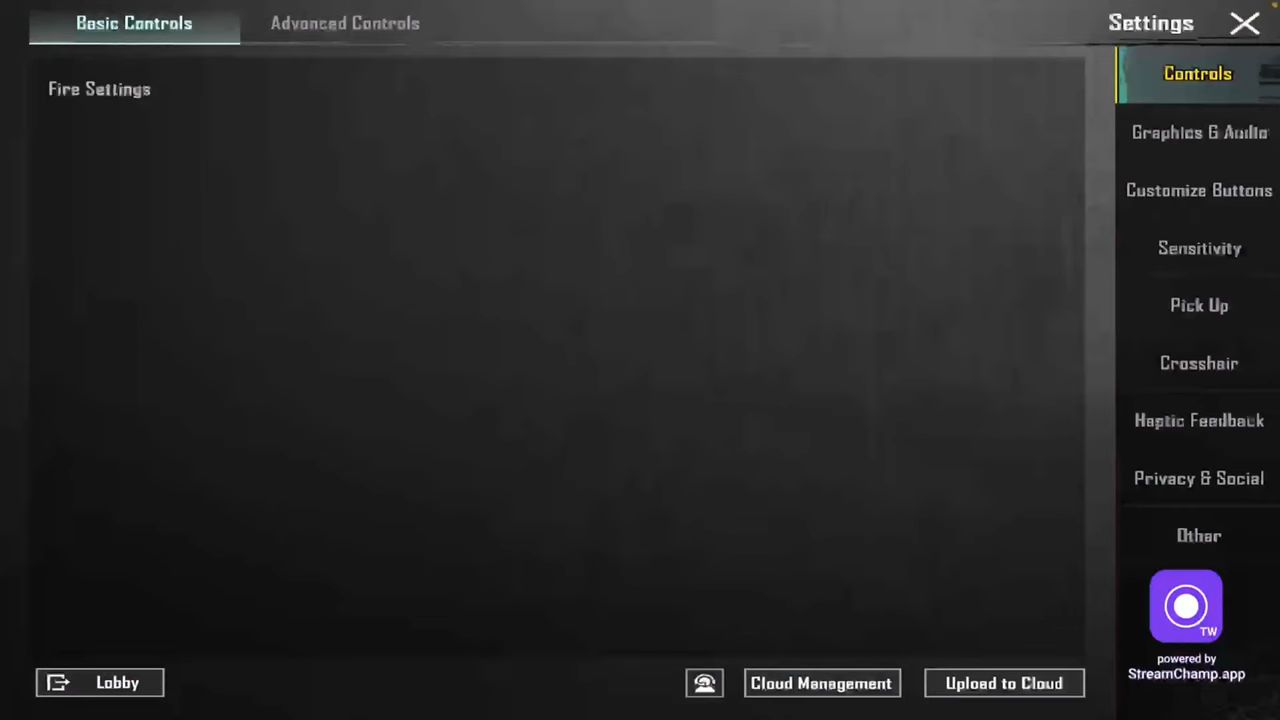 Basic Controls
Advanced Controls
Settings
Fire Settings
Controls
Graphics & Audio
Customize Buttons
Sensitivity
Pick Up
Crosshair
Haptic Feedback
Privacy & Social
Other
TW
powered by
StreamChamp.app
Lobby
Cloud Management
Upload to Cloud